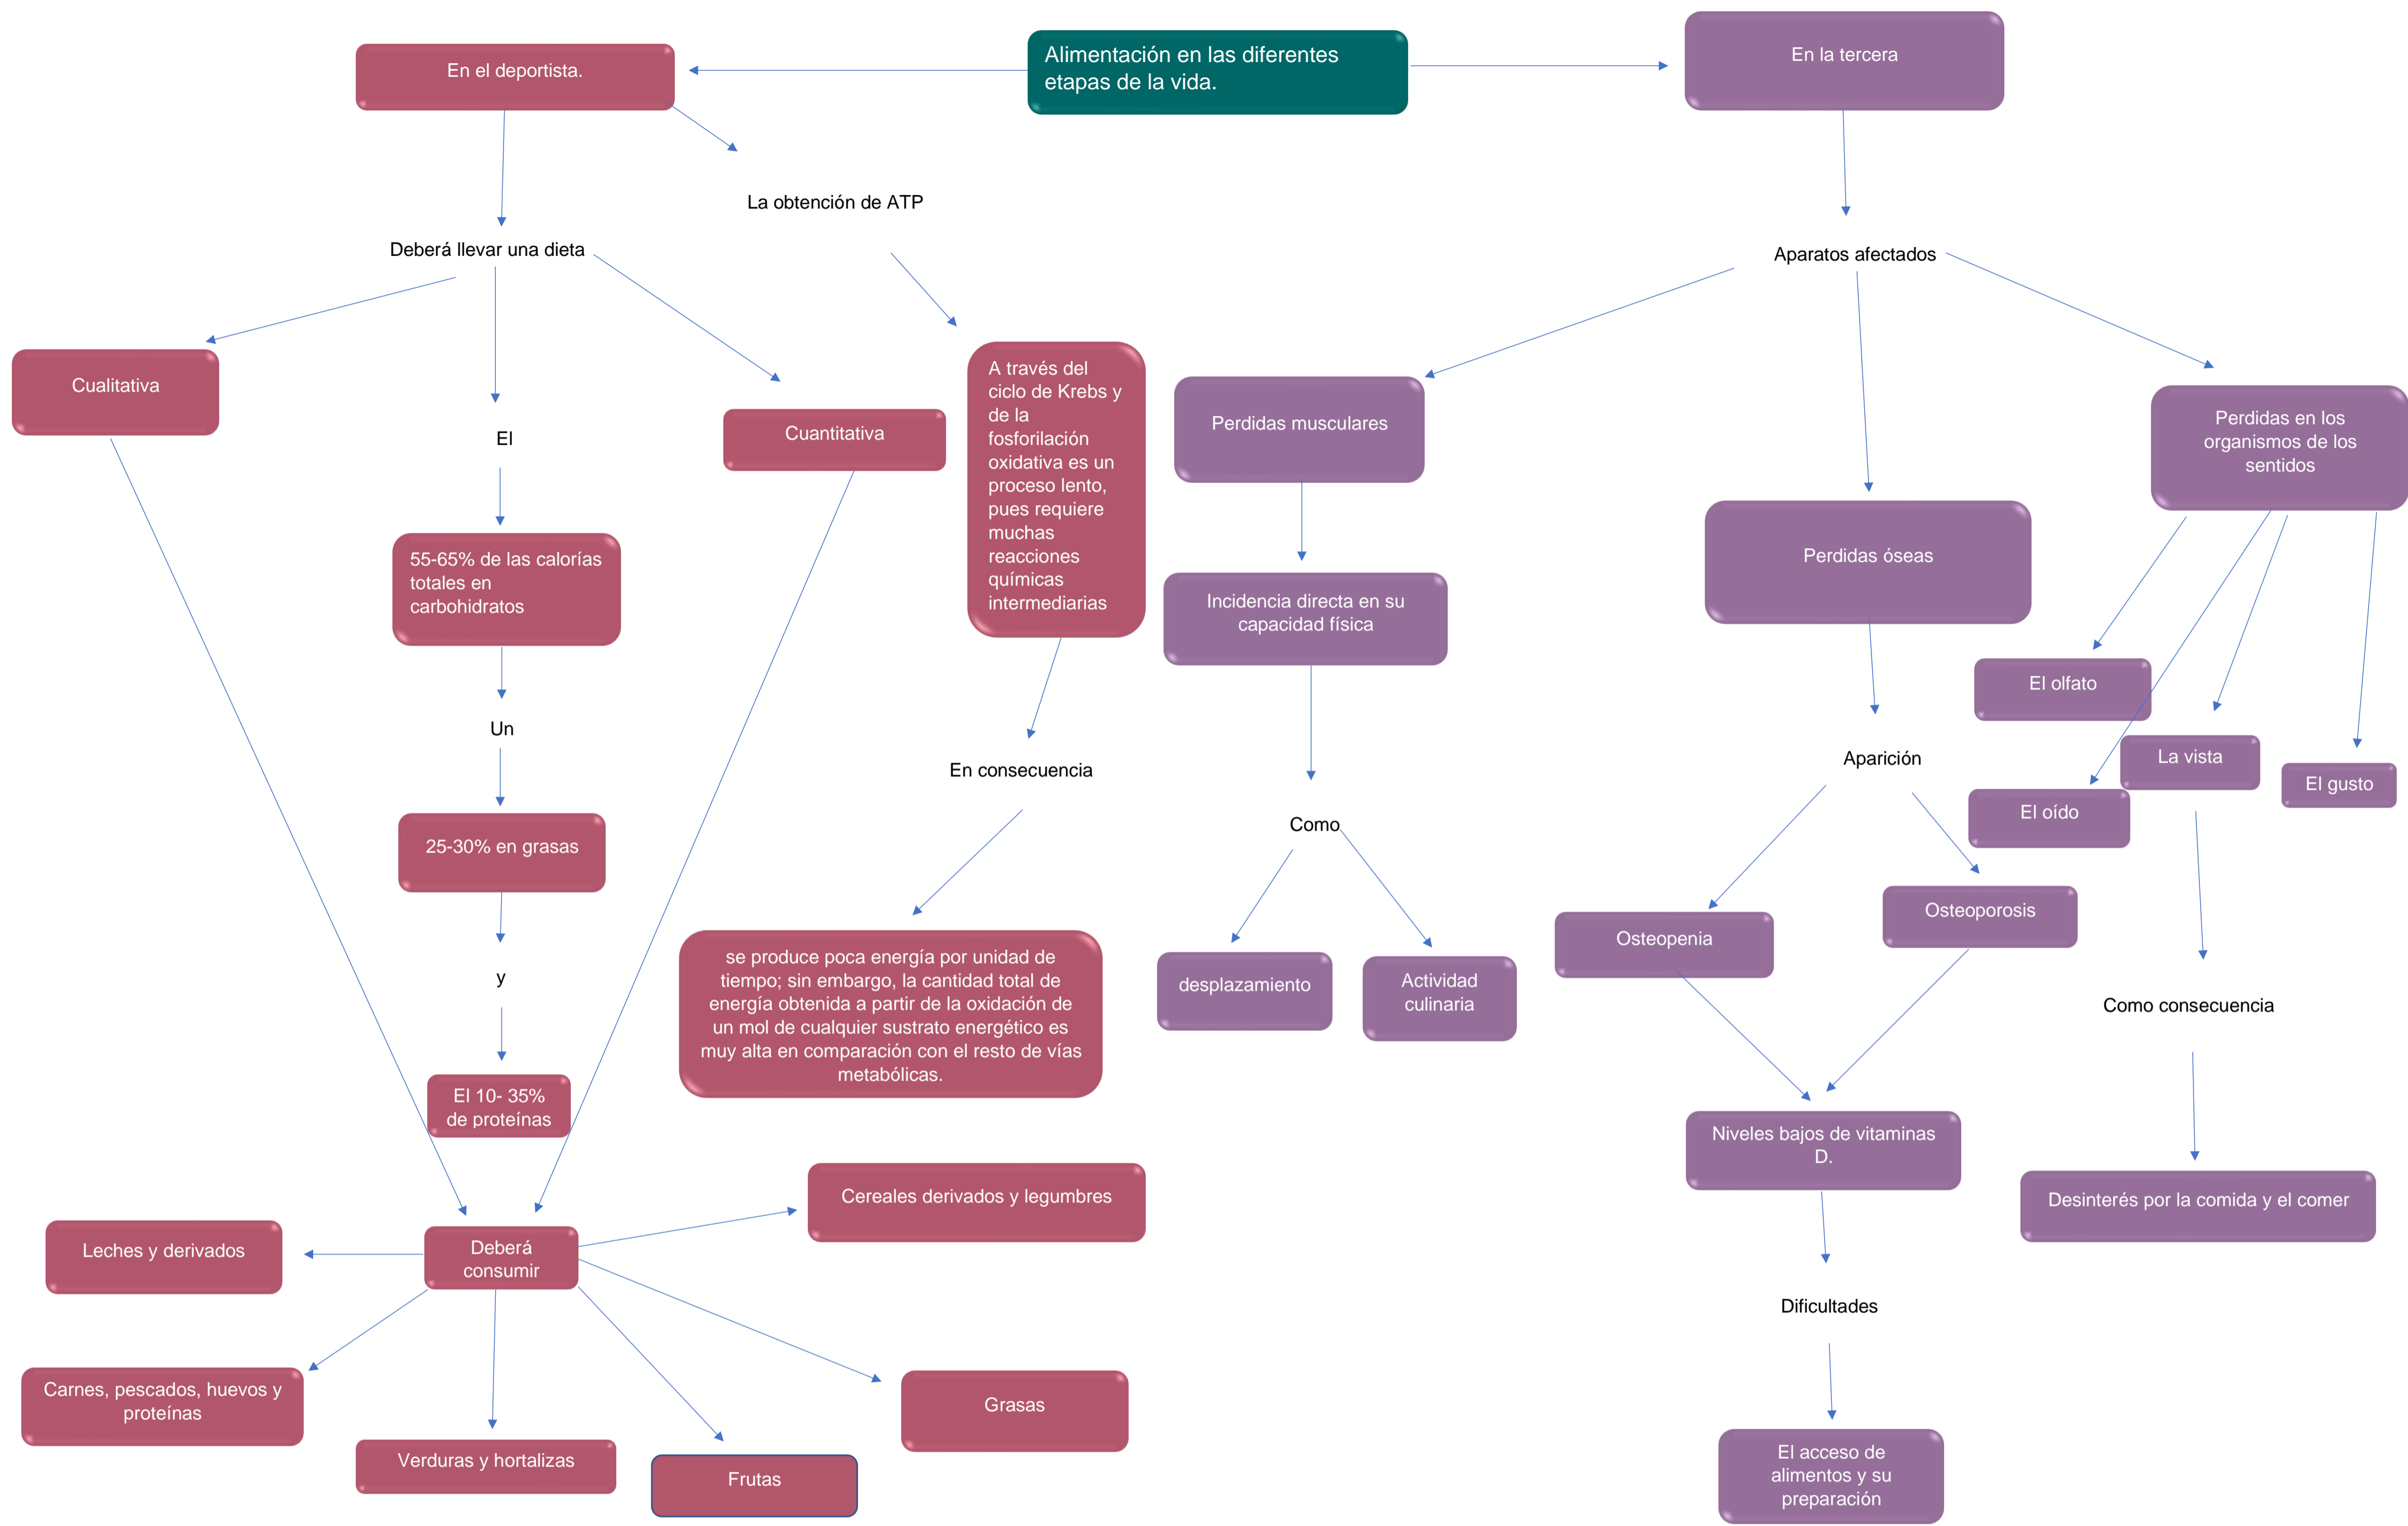 Alimentación en las diferentes
etapas de la vida.
En el deportista.
En la tercera
La obtención de ATP
Deberá llevar una dieta
Aparatos afectados
Cualitativa
El
Cuantitativa
A través del
ciclo de Krebs y
de la
fosforilación
oxidativa es un
proceso lento,
pues requiere
muchas
reacciones
químicas
intermediarias
Perdidas musculares
Perdidas en los
organismos de los
sentidos
55-65% de las calorías
totales en
carbohidratos
Perdidas óseas
Incidencia directa en su
capacidad física
El olfato
Un
En consecuencia
Aparición
La vista
El gusto
El oído
25-30% en grasas
Como
Osteopenia
Osteoporosis
y
se produce poca energía por unidad de
tiempo; sin embargo, la cantidad total de
energía obtenida a partir de la oxidación de
un mol de cualquier sustrato energético es
muy alta en comparación con el resto de vías
metabólicas.
desplazamiento
Actividad
culinaria
Como consecuencia
El 10- 35%
de proteínas
Niveles bajos de vitaminas
D.
Desinterés por la comida y el comer
Cereales derivados y legumbres
Leches y derivados
Deberá
consumir
Dificultades
Carnes, pescados, huevos y
proteínas
Grasas
Verduras y hortalizas
Frutas
El acceso de
alimentos y su
preparación